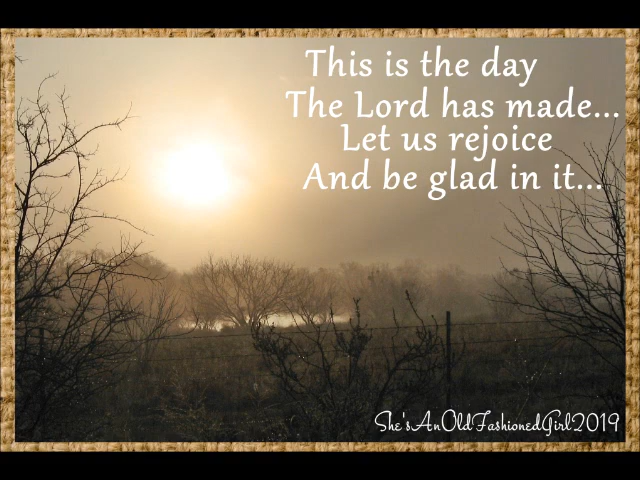 This is the day
The Lord has made...
Let us rejoice
And be glad in it...
She'sAnOldFashionedGirl2019